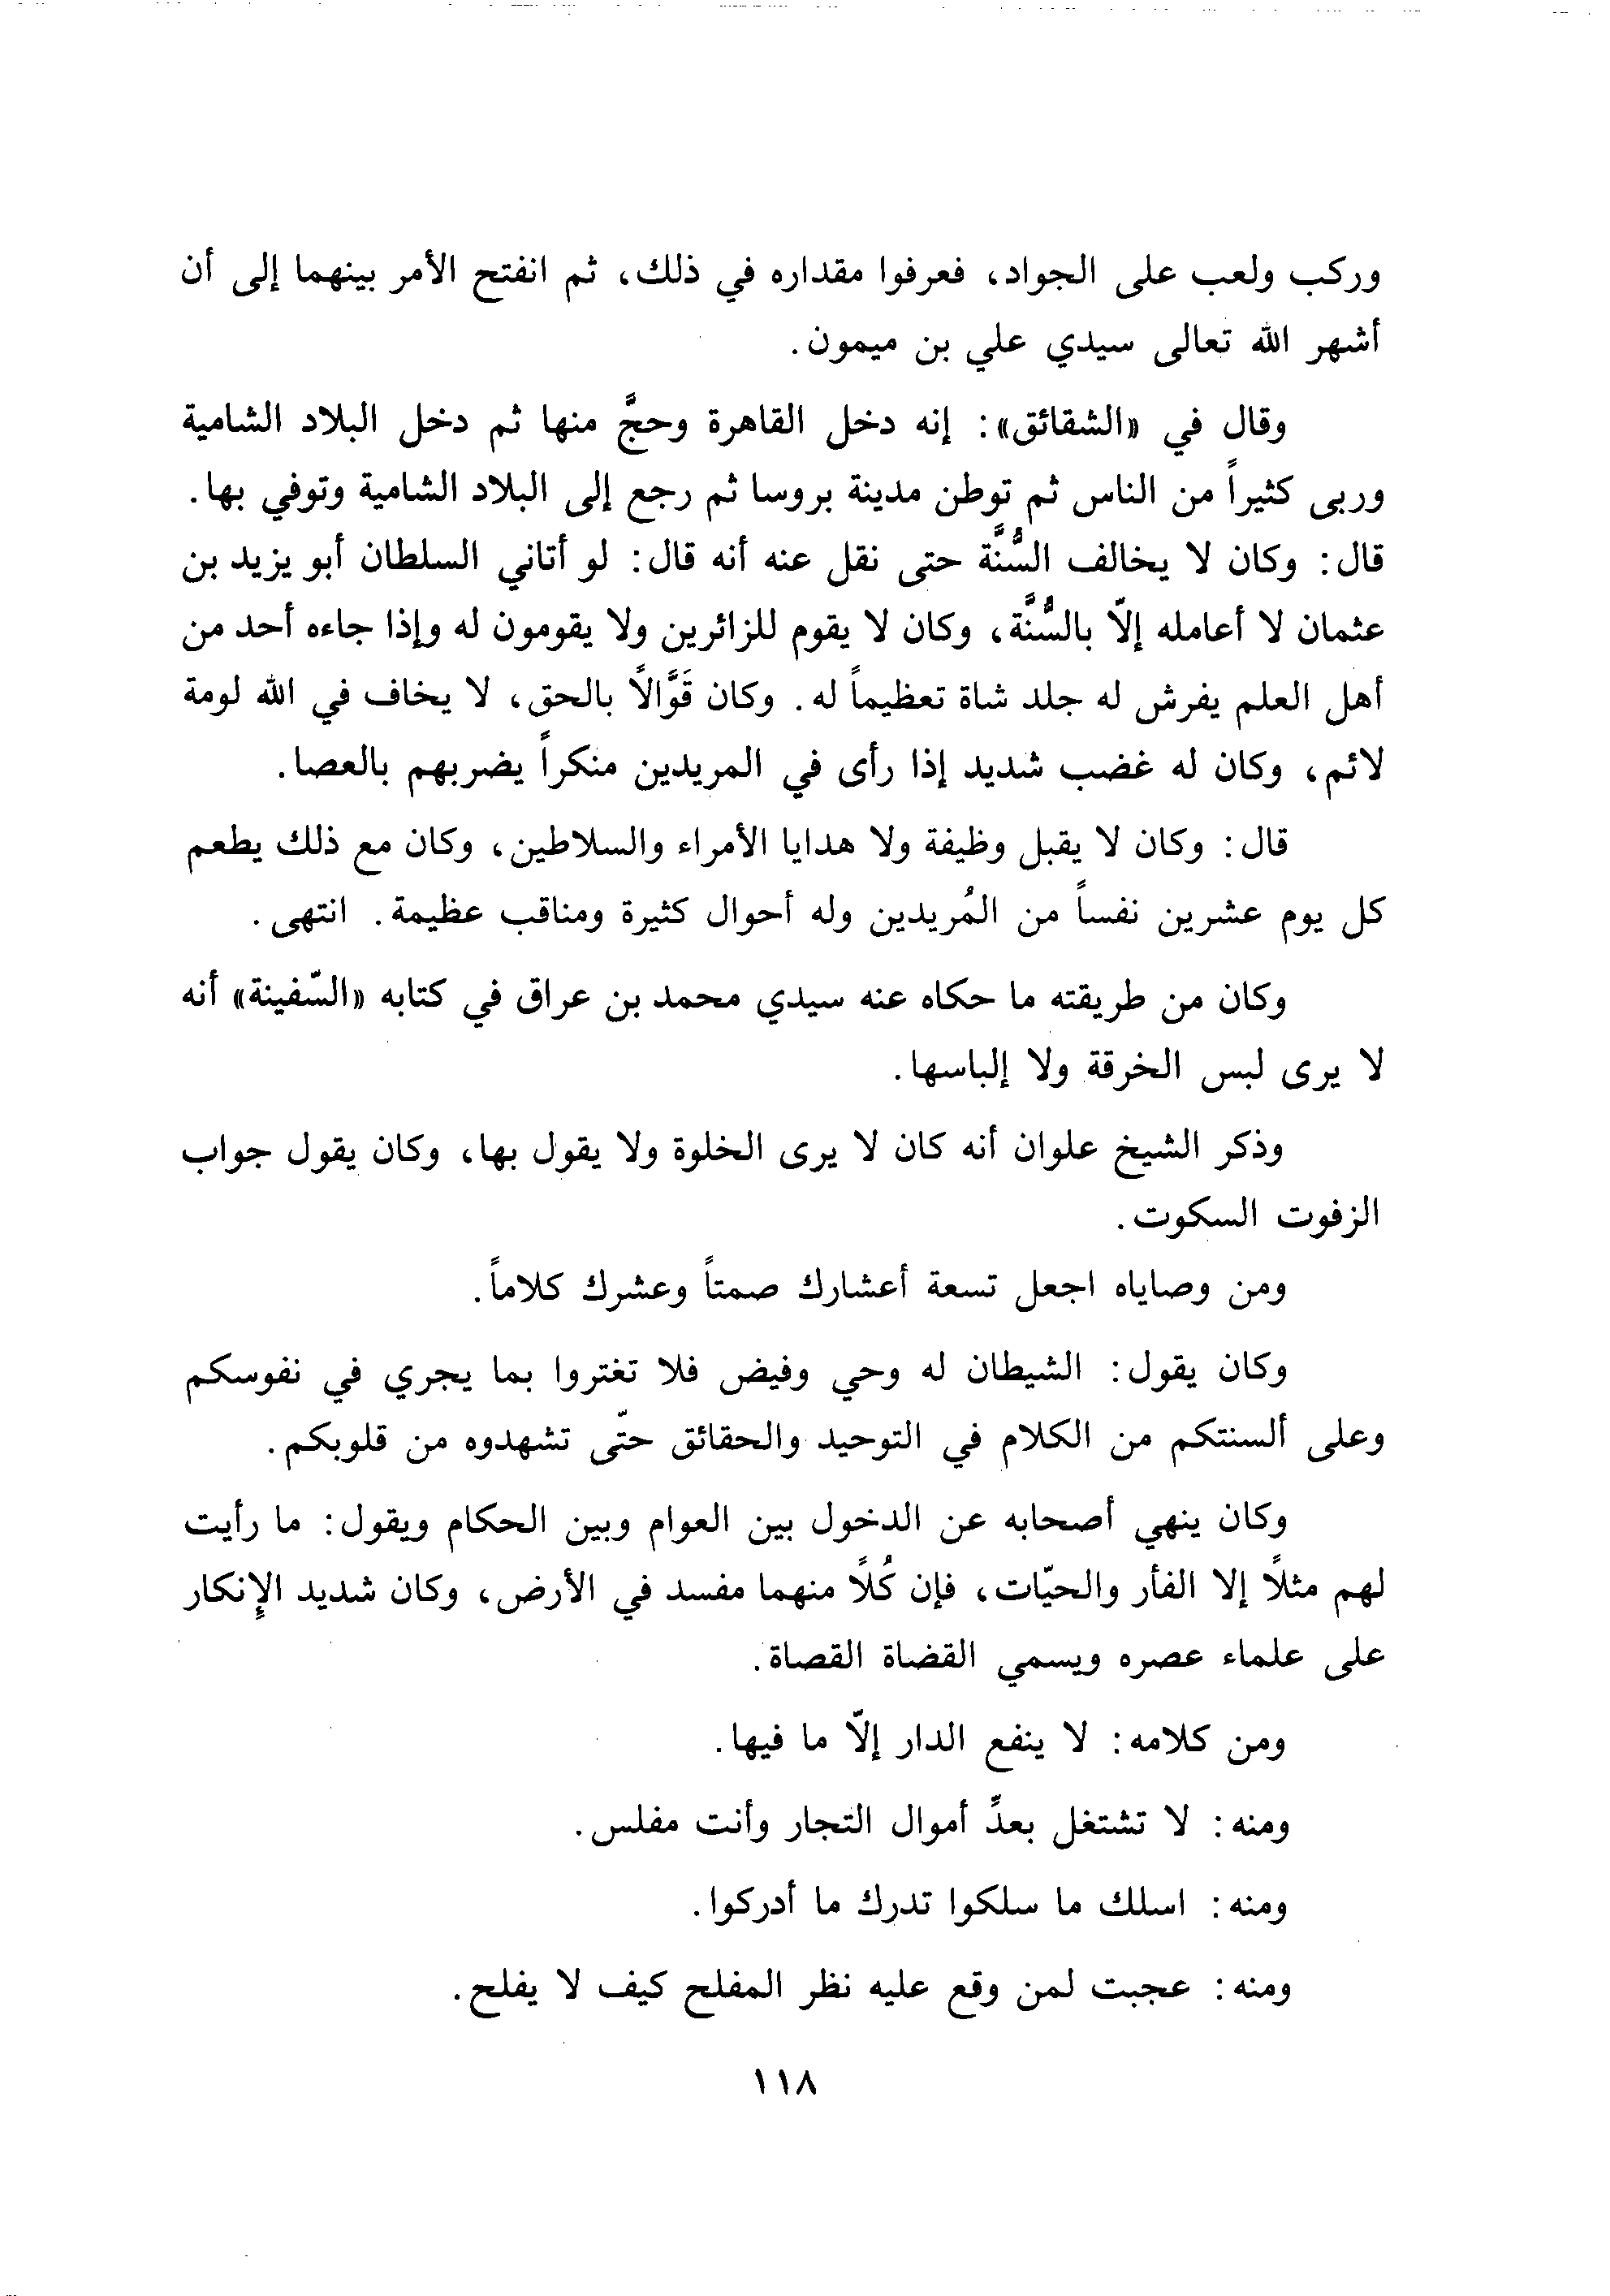 وركب ولعب على الجواد، فعرفوا مقداره في ذلك، ثم انفتح الأمر بينهما إلى أن
أشهر الله تعالى سيدي علي بن ميمون.
وقال في «الشقائق»: إنه دخل القاهرة وحجَّ منها ثم دخل البلاد الشامية
وربى كثيراً من الناس ثم توطن مدينة بروسا ثم رجع إلى البلاد الشامية وتوفي بها.
قال: وكان لا يخالف السُّنَّة حتى نقل عنه أنه قال: لو أتاني السلطان أبو يزيد بن
عثمان لا أعامله إلّا بالسُّنَّة، وكان لا يقوم للزائرين ولا يقومون له وإذا جاءه أحد من
أهل العلم يفرش له جلد شاة تعظيماً له. وكان قَوَّالاً بالحق، لا يخاف في الله لومة
لائم، وكان له غضب شديد إذا رأى في المريدين منكراً يضربهم بالعصا.
قال: وكان لا يقبل وظيفة ولا هدايا الأمراء والسلاطين، وكان مع ذلك يطعم
كل يوم عشرين نفساً من المُريدين وله أحوال كثيرة ومناقب عظيمة. انتهى.
وكان من طريقته ما حكاه عنه سيدي محمد بن عراق في كتابه «السّفينة» أنه
لا يرى لبس الخرقة ولا إلباسها.
وذكر الشيخ علوان أنه كان لا يرى الخلوة ولا يقول بها، وكان يقول جواب
الزفوت السكوت.
ومن وصاياه اجعل تسعة أعشارك صمتاً وعشرك كلاماً.
وكان يقول: الشيطان له وحي وفيض فلا تغتروا بما يجري في نفوسكم
وعلى ألسنتكم من الكلام في التوحيد والحقائق حتّى تشهدوه من قلوبكم.
وكان ينهي أصحابه عن الدخول بين العوام وبين الحكام ويقول: ما رأيت
لهم مثلاً إلا الفأر والحيّات، فإن كُلاً منهما مفسد في الأرض، وكان شديد الإنكار
على علماء عصره ويسمي القضاة القصاة.
ومن كلامه: لا ينفع الدار إلّا ما فيها.
ومنه: لا تشتغل بعدِّ أموال التجار وأنت مفلس.
ومنه: اسلك ما سلكوا تدرك ما أدركوا.
ومنه: عجبت لمن وقع عليه نظر المفلح كيف لا يفلح.
١١٨